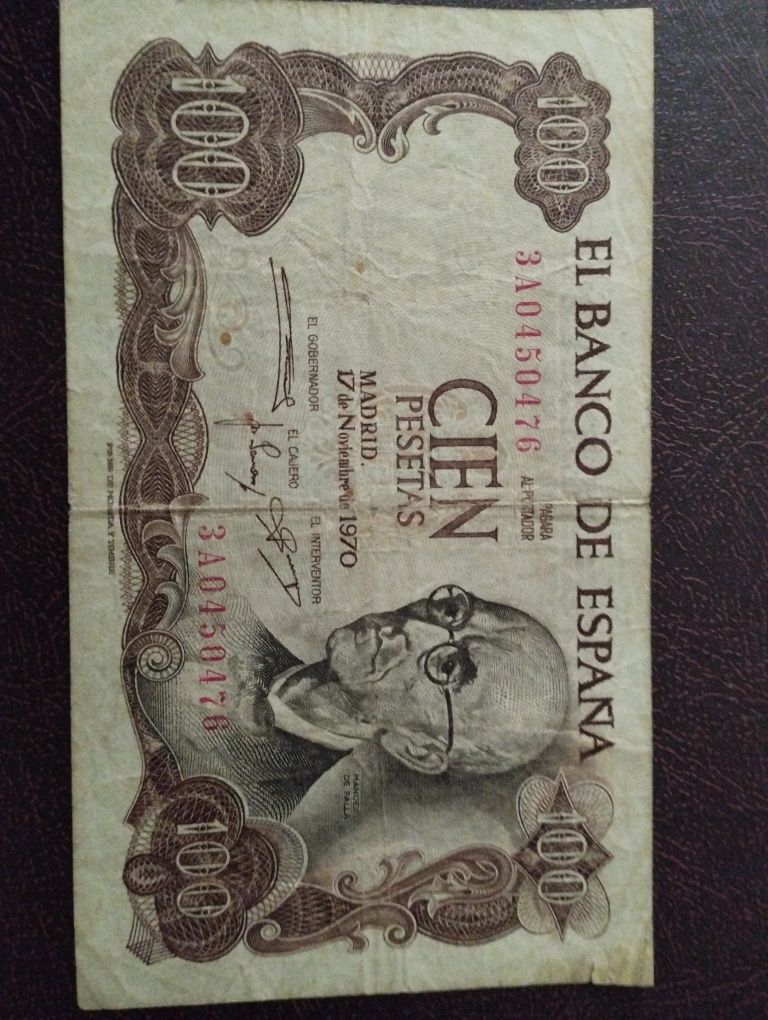 100
100
EL BANCO DE ESPAÑA
3A0450476
PAGARA
AL PORTADOR
CIEN
PESETAS
MADRID.
17 de Noviembre de 1970
EL GOBERNADOR
EL CAJERO
EL INTERVENTOR
3A0450476
MANUEL
DE FALLA
100
100